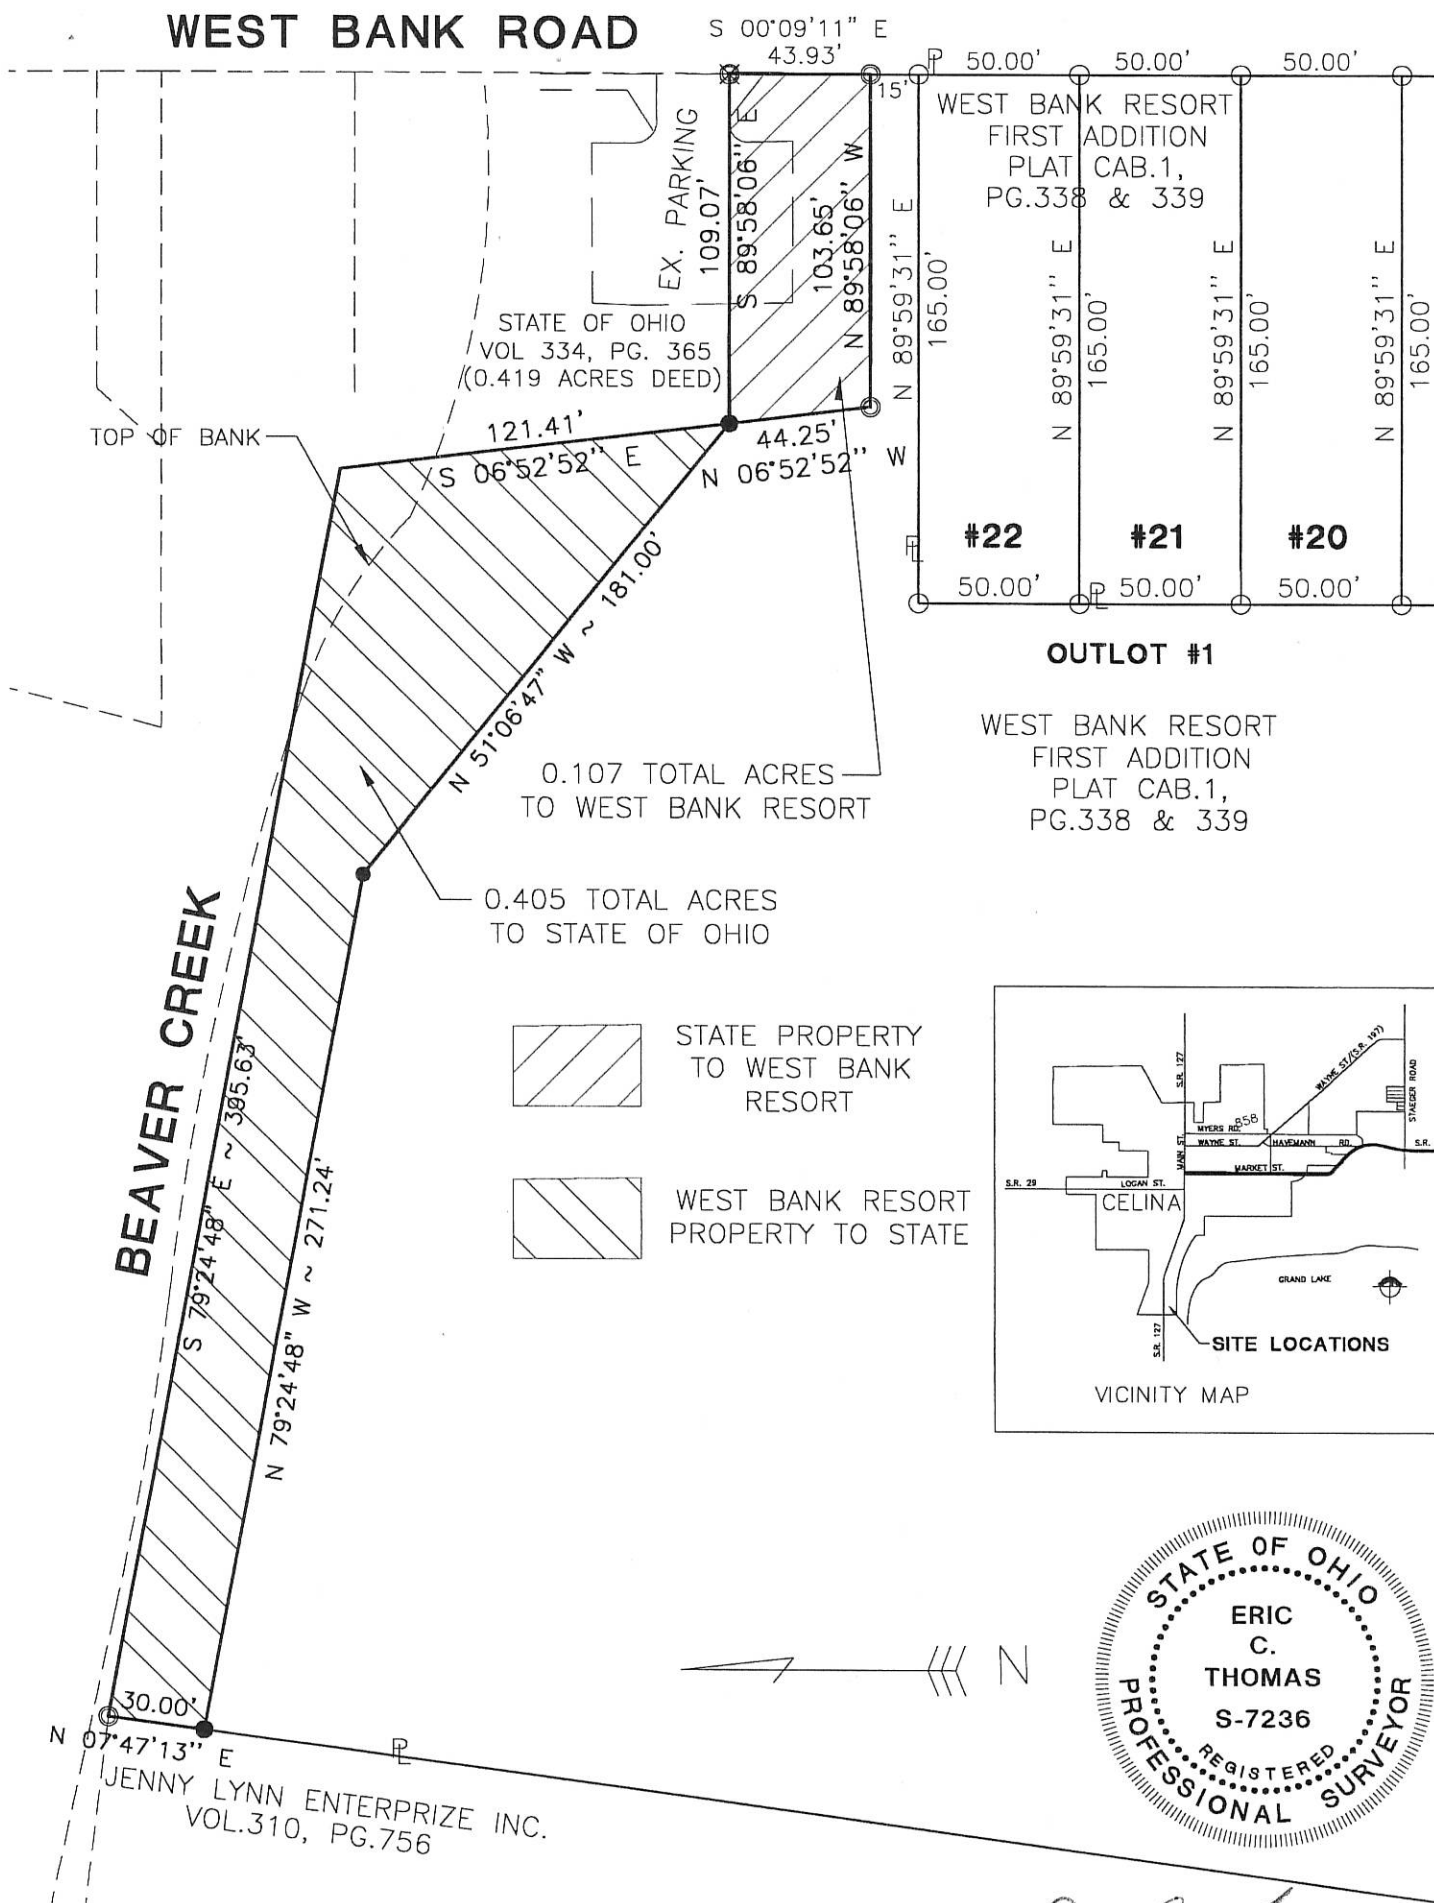 WEST BANK ROAD
S 00°09'11" E
43.93'
15'
50.00'
50.00'
50.00'
WEST BANK RESORT
FIRST ADDITION
PLAT CAB.1,
PG.338 & 339
EX. PARKING
109.07'
S 89°58'06" E
103.65'
N 89°58'06" W
N 89°59'31" E
165.00'
N 89°59'31" E
165.00'
N 89°59'31" E
165.00'
N 89°59'31" E
165.00'
STATE OF OHIO
VOL 334, PG. 365
(0.419 ACRES DEED)
TOP OF BANK
121.41'
S 06°52'52" E
44.25'
N 06°52'52" W
#22
#21
#20
50.00'
50.00'
50.00'
OUTLOT #1
WEST BANK RESORT
FIRST ADDITION
PLAT CAB.1,
PG.338 & 339
N 51°06'47" W ~ 181.00'
0.107 TOTAL ACRES
TO WEST BANK RESORT
0.405 TOTAL ACRES
TO STATE OF OHIO
BEAVER CREEK
S 79°24'48" E ~ 395.63'
N 79°24'48" W ~ 271.24'
STATE PROPERTY
TO WEST BANK
RESORT
WEST BANK RESORT
PROPERTY TO STATE
S.R. 127
WAYNE ST/(S.R. 197)
STAEGER ROAD
MYERS RD.
858
WAYNE ST.
HAVEMANN RD.
S.R.
MAIN ST.
MARKET ST.
S.R. 29
LOGAN ST.
CELINA
GRAND LAKE
S.R. 127
SITE LOCATIONS
VICINITY MAP
STATE OF OHIO
ERIC
C.
THOMAS
S-7236
REGISTERED
PROFESSIONAL SURVEYOR
N
30.00'
N 07°47'13" E
JENNY LYNN ENTERPRIZE INC.
VOL.310, PG.756